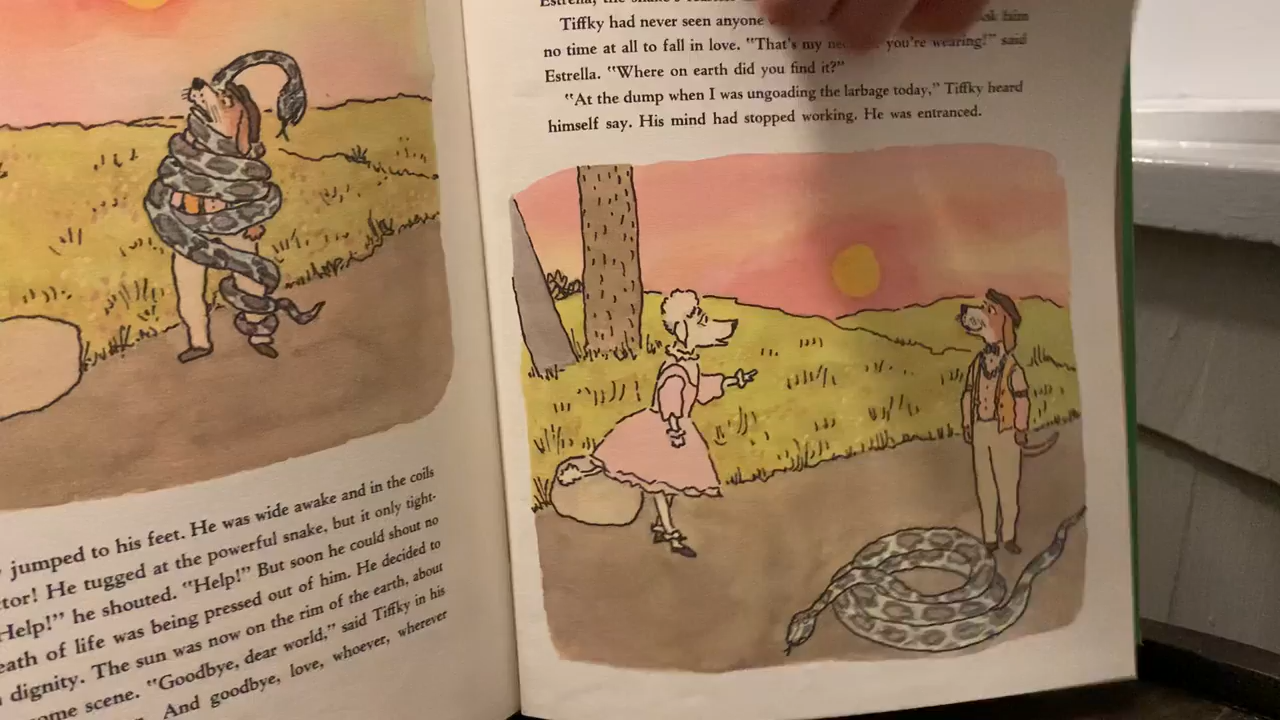 jumped to his feet. He was wide awake and in the coils
tor! He tugged at the powerful snake, but it only tight-
Help!" he shouted. "Help!" But soon he could shout no
eath of life was being pressed out of him. He decided to
dignity. The sun was now on the rim of the earth, about
ome scene. "Goodbye, dear world," said Tiffky in his
And goodbye, love, whoever, wherever
Estrella, the snake's
Tiffky had never seen anyone him
no time at all to fall in love. "That's my you're wearing!" said
Estrella. "Where on earth did you find it?"
"At the dump when I was ungoading the larbage today," Tiffky heard
himself say. His mind had stopped working. He was entranced.